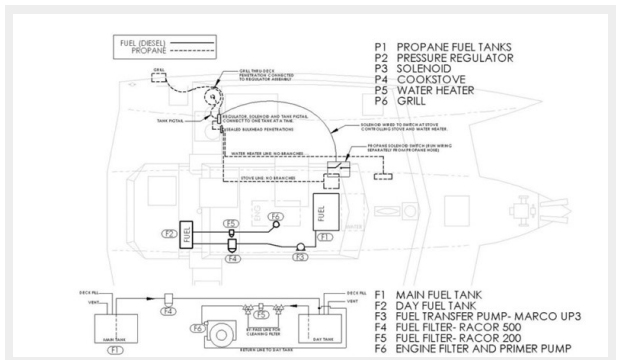 FUEL (DIESEL)
PROPANE
P1 PROPANE FUEL TANKS
P2 PRESSURE REGULATOR
P3 SOLENOID
P4 COOKSTOVE
P5 WATER HEATER
P6 GRILL
GRILL
GRILL THRU DECK
PENETRATION CONNECTED
TO REGULATOR ASSEMBLY
TANK PIGTAIL
REGULATOR, SOLENOID AND TANK PIGTAIL
CONNECT TO ONE TANK AT A TIME.
SEALED BULKHEAD PENETRATIONS
SOLENOID WIRED TO SWITCH AT STOVE
CONTROLLING STOVE AND WATER HEATER.
PROPANE SOLENOID SWITCH (RUN WIRING
SEPARATELY FROM PROPANE HOSE)
WATER HEATER LINE: NO BRANCHES
STOVE LINE: NO BRANCHES
ENG
FUEL
F1
WATER
FUEL
F2
F5
F6
F4
F3
DECK FILL
VENT
F4
MAIN TANK
F1
F6
F5
BY-PASS LINE FOR
CLEANING FILTER
RETURN LINE TO DAY TANK
DECK FILL
VENT
DAY TANK
F1 MAIN FUEL TANK
F2 DAY FUEL TANK
F3 FUEL TRANSFER PUMP- MARCO UP3
F4 FUEL FILTER- RACOR 500
F5 FUEL FILTER- RACOR 200
F6 ENGINE FILTER AND PRIMER PUMP